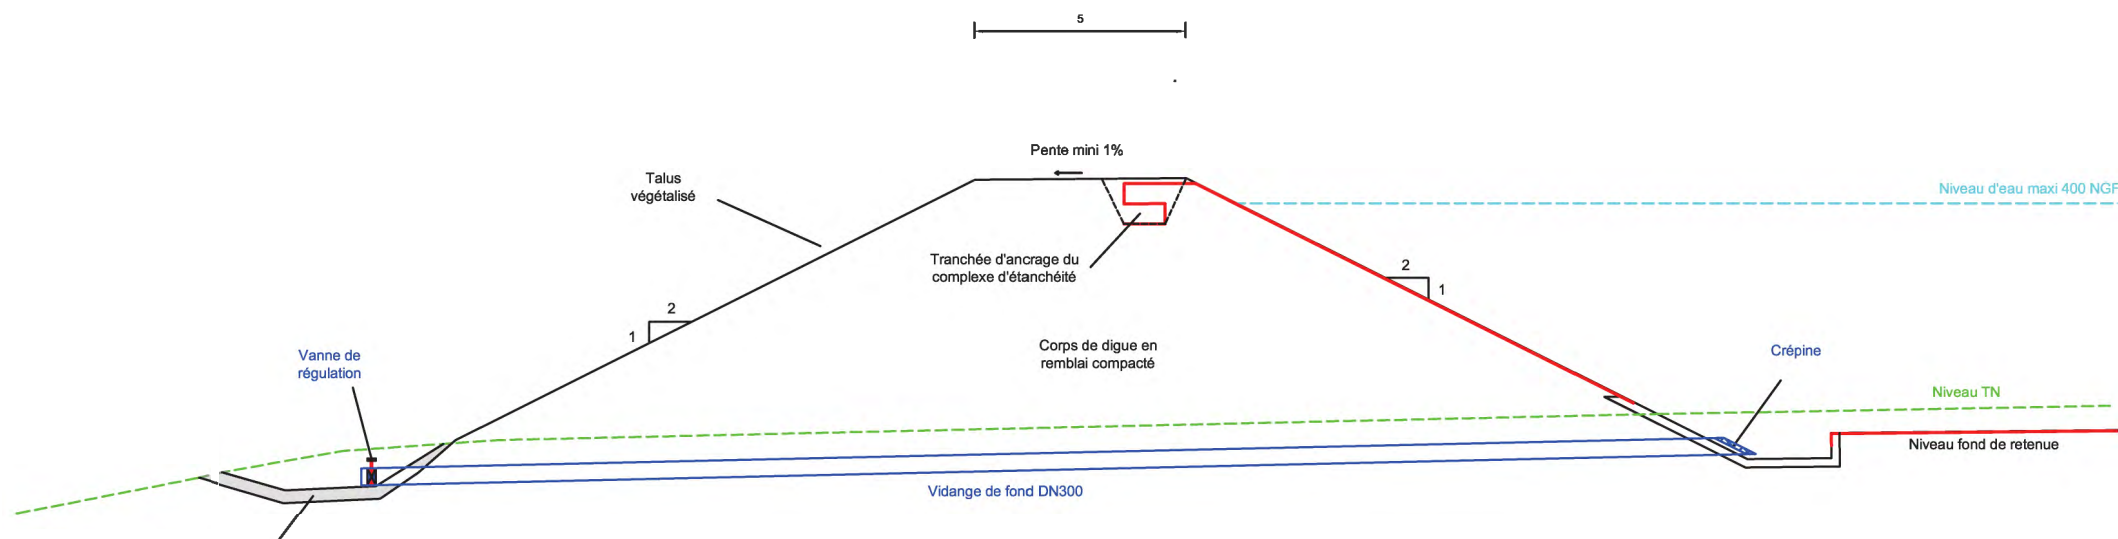 5
Pente mini 1%
Talus
végétalisé
Niveau d'eau maxi 400 NGF
Tranchée d'ancrage du
complexe d'étanchéité
2
1
2
1
Corps de digue en
remblai compacté
Vanne de
régulation
Crépine
Niveau TN
Niveau fond de retenue
Vidange de fond DN300